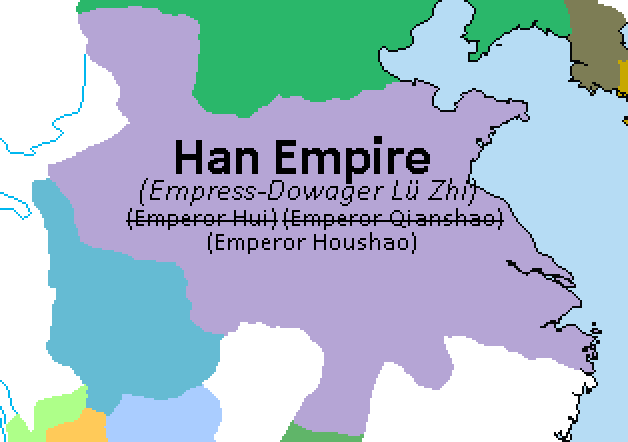 Han Empire
(Empress-Dowager Lü Zhi)
(Emperor Hui) (Emperor Qianshao)
(Emperor Houshao)